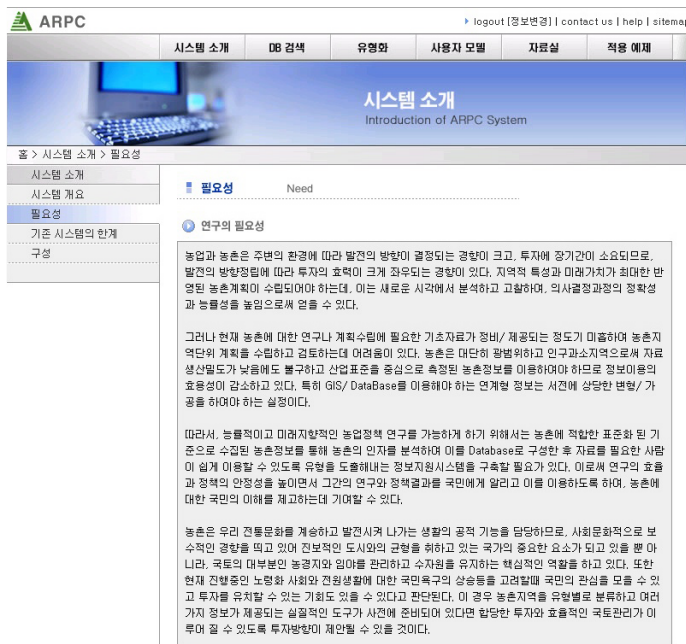 ARPC
logout [정보변경] | contact us | help | sitemap
시스템 소개 DB 검색 유형화 사용자 모델 자료실 적용 예제
시스템 소개
Introduction of ARPC System
홈 > 시스템 소개 > 필요성
시스템 소개
시스템 개요
필요성
기존 시스템의 한계
구성
필요성 Need
연구의 필요성
농업과 농촌은 주변의 환경에 따라 발전의 방향이 결정되는 경향이 크고, 투자에 장기간이 소요되므로,
발전의 방향정립에 따라 투자의 효력이 크게 좌우되는 경향이 있다. 지역적 특성과 미래가치가 최대한 반
영된 농촌계획이 수립되어야 하는데, 이는 새로운 시각에서 분석하고 고찰하며, 의사결정과정의 정확성
과 능률성을 높임으로써 얻을 수 있다.
그러나 현재 농촌에 대한 연구나 계획수립에 필요한 기초자료가 정비/ 제공되는 정도기 미흡하며 농촌지
역단위 계획을 수립하고 검토하는데 어려움이 있다. 농촌은 대단히 광범위하고 인구과소지역으로써 자료
생산밀도가 낮음에도 불구하고 산업표준을 중심으로 측정된 농촌정보를 이용하여야 하므로 정보이용의
효용성이 감소하고 있다. 특히 GIS/ DataBase를 이용해야 하는 연계형 정보는 서전에 상당한 변형/ 가
공을 하여야 하는 실정이다.
따라서, 능률적이고 미래지향적인 농업정책 연구를 가능하게 하기 위해서는 농촌에 적합한 표준화 된 기
준으로 수집된 농촌정보를 통해 농촌의 인자를 분석하여 이를 Database로 구성한 후 자료를 필요한 사람
이 쉽게 이용할 수 있도록 유형을 도출해내는 정보지원시스템을 구축할 필요가 있다. 이로써 연구의 효율
과 정책의 안정성을 높이면서 그간의 연구와 정책결과를 국민에게 알리고 이를 이용하도록 하여, 농촌에
대한 국민의 이해를 제고하는데 기여할 수 있다.
농촌은 우리 전통문화를 계승하고 발전시켜 나가는 생활의 공적 기능을 담당하므로, 사회문화적으로 보
수적인 경향을 띄고 있어 진보적인 도시와의 균형을 취하고 있는 국가의 중요한 요소가 되고 있을 뿐 아
니라, 국토의 대부분인 농경지와 임야를 관리하고 수자원을 유지하는 핵심적인 역활을 하고 있다. 또한
현재 진행중인 노령화 사회와 전원생활에 대한 국민욕구의 상승등을 고려할때 국민의 관심을 모을 수 있
고 투자를 유치할 수 있는 기회도 있을 수 있다고 판단된다. 이 경우 농촌지역을 유형별로 분류하고 여러
가지 정보가 제공되는 실질적인 도구가 사전에 준비되어 있다면 합당한 투자와 효율적인 국토관리가 이
루어 질 수 있도록 투자방향이 제안될 수 있을 것이다.